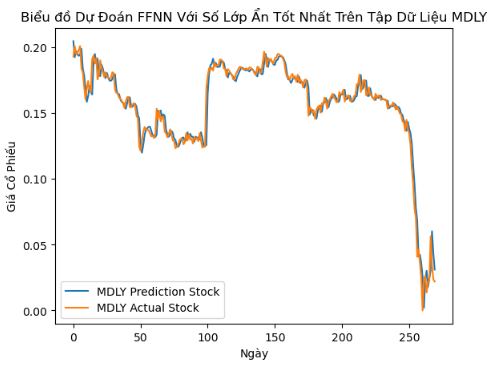 Biểu đồ Dự Đoán FFNN Với Số Lớp Ẩn Tốt Nhất Trên Tập Dữ Liệu MDLY
0.20
0.15
0.10
0.05
0.00
Giá Cổ Phiếu
MDLY Prediction Stock
MDLY Actual Stock
0 50 100 150 200 250
Ngày